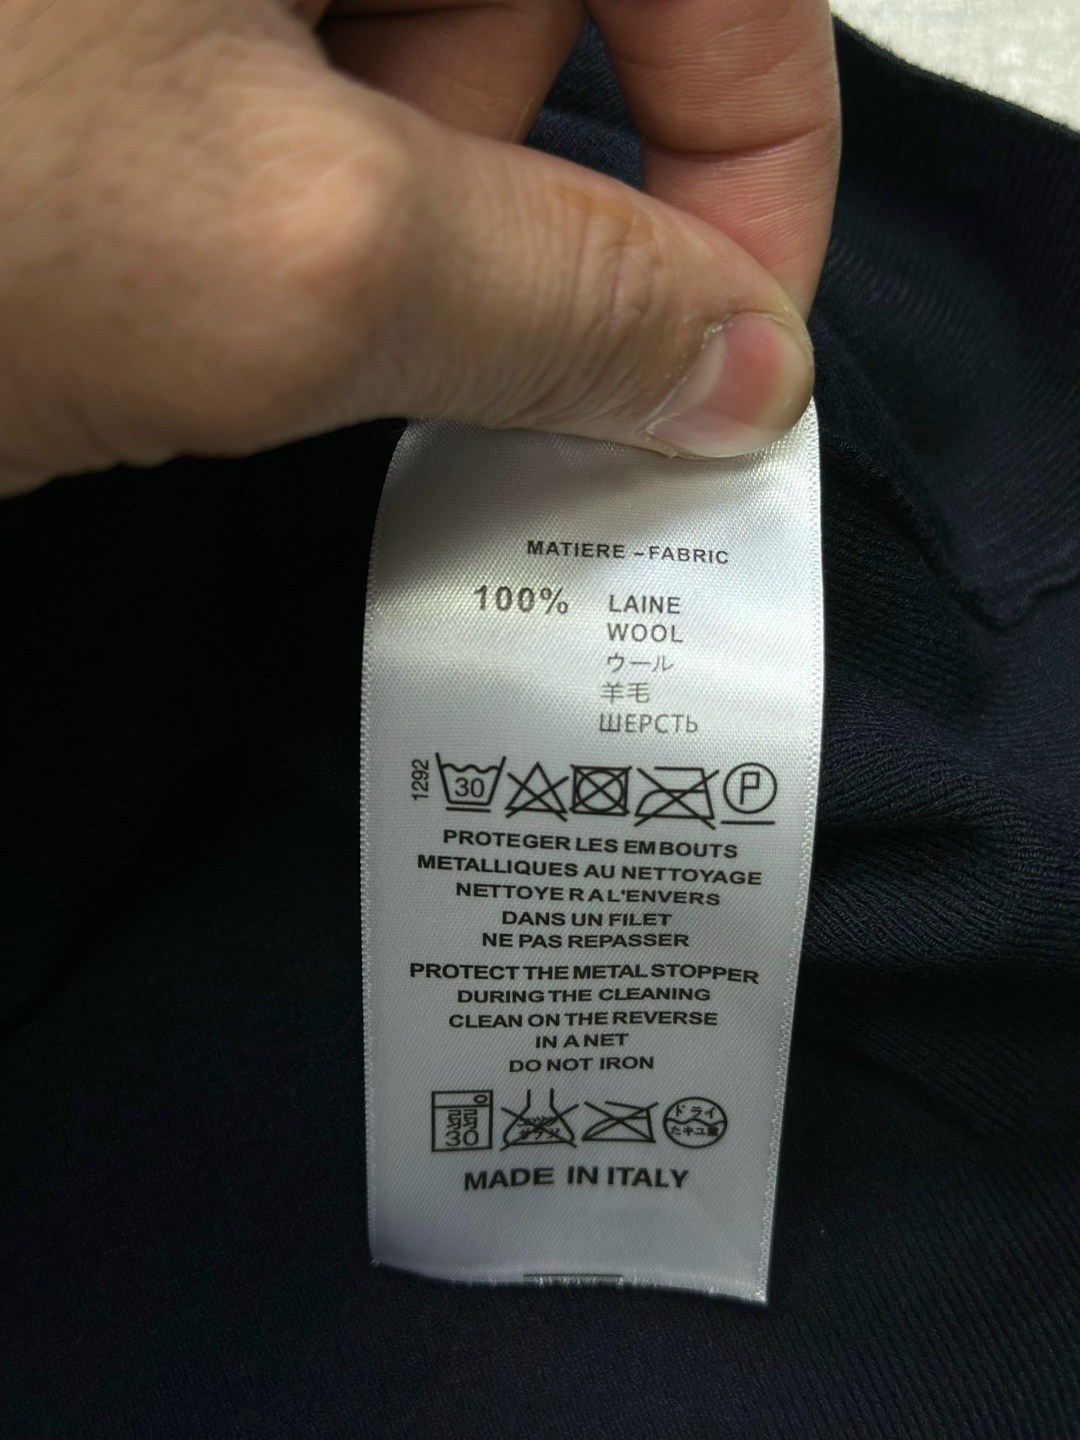 MATIERE – FABRIC
100% LAINE
WOOL
ウール
羊毛
ШЕРСТЬ
1292
30
P
PROTEGER LES EMBOUTS
METALLIQUES AU NETTOYAGE
NETTOYER A L'ENVERS
DANS UN FILET
NE PAS REPASSER
PROTECT THE METAL STOPPER
DURING THE CLEANING
CLEAN ON THE REVERSE
IN A NET
DO NOT IRON
30
ドライ
MADE IN ITALY